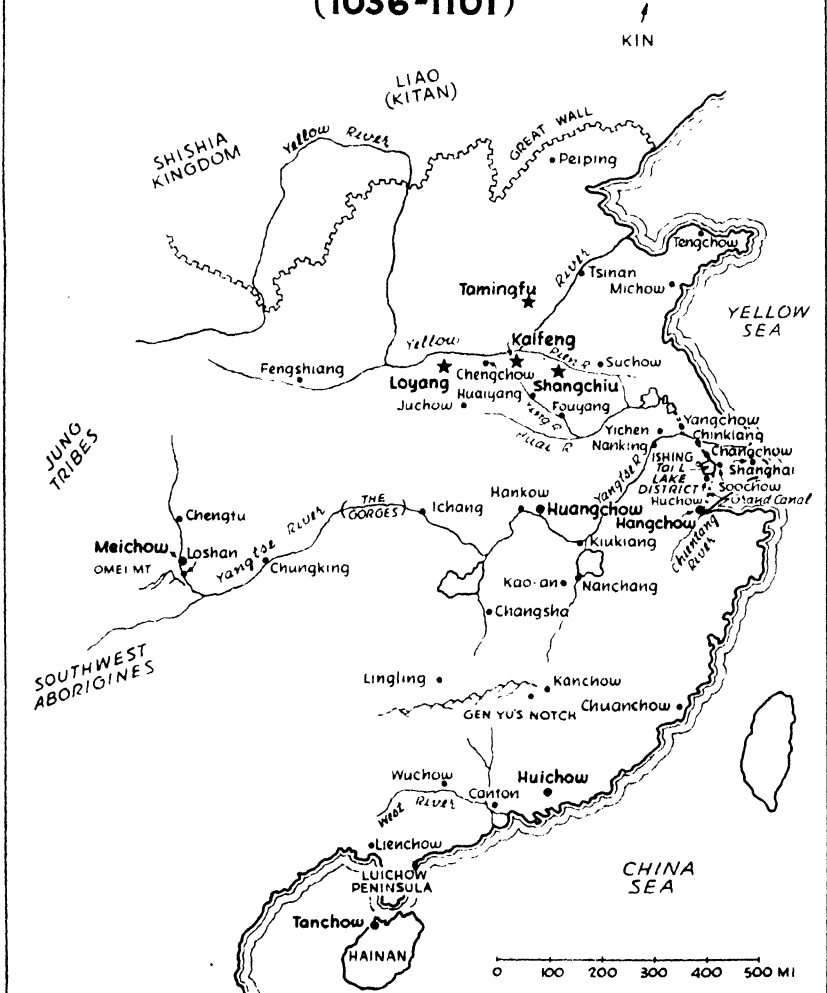 (1036-1101)
KIN
LIAO
(KITAN)
SHISHIA
KINGDOM
Yellow River
GREAT WALL
Peiping
Tengchow
RIVER
Tsinan
Michow
Tamingfu
YELLOW
SEA
Yellow
Kaifeng
Pien R
Suchow
Fengshiang
Loyang
Chengchow
Shangchiu
Huaiyang
Juchow
Fouyang
Huai R
Yichen
Yangchow
Chinkiang
Nanking
Changchow
ISHING
TAI L
LAKE
DISTRICT
Shanghai
Soochow
Huchow
Grand Canal
Yangtse R
JUNG
TRIBES
Chengtu
(THE
GORGES)
Ichang
Hankow
Huangchow
Hangchow
Chientang
River
Meichow
Loshan
OMEI MT
Yangtse River
Chungking
Kiukiang
Kao-an
Nanchang
Changsha
SOUTHWEST
ABORIGINES
Lingling
Kanchow
GEN YU'S NOTCH
Chuanchow
Wuchow
Huichow
Canton
West River
Lienchow
LUICHOW
PENINSULA
CHINA
SEA
Tanchow
HAINAN
0 100 200 300 400 500 MI